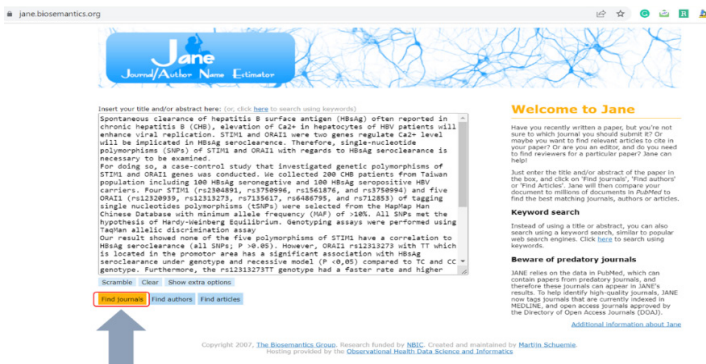 jane.biosemantics.org
Jane
Journal/Author Name Estimator
Insert your title and/or abstract here: (or, click here to search using keywords)
Spontaneous clearance of hepatitis B surface antigen (HBsAg) often reported in
chronic hepatitis B (CHB), elevation of Ca2+ in hepatocytes of HBV patients will
enhance viral replication. STIM1 and ORAI1 were two genes regulate Ca2+ level
will be implicated in HBsAg seroclearence. Therefore, single-nucleotide
polymorphisms (SNPs) of STIM1 and ORAI1 with regards to HBsAg seroclearance is
necessary to be examined.
For doing so, a case-control study that investigated genetic polymorphisms of
STIM1 and ORAI1 genes was conducted. We collected 200 CHB patients from Taiwan
population including 100 HBsAg seronegative and 100 HBsAg seropositive HBV
carriers. Four STIM1 (rs2304891, rs3750996, rs1561876, and rs3750994) and five
ORAI1 (rs12320939, rs12313273, rs7135617, rs6486795, and rs712853) of tagging
single nucleotides polymorphisms (tSNPs) were selected from the HapMap Han
Chinese Database with minimum allele frequency (MAF) of >10%. All SNPs met the
hypothesis of Hardy-Weinberg Equilibrium. Genotyping assays were performed using
TaqMan allelic discrimination assay
Our result showed none of the five polymorphisms of STIM1 have a correlation to
HBsAg seroclearance (all SNPs; P >0.05). However, ORAI1 rs12313273 with TT which
is located in the promotor area has a significant association with HBsAg
seroclearance under genotype and recessive model (P <0,05) compared to TC and CC
genotype. Furthermore, the rs12313273TT genotype had a faster rate and higher
Scramble Clear Show extra options
Find journals Find authors Find articles
Welcome to Jane
Have you recently written a paper, but you're not
sure to which journal you should submit it? Or
maybe you want to find relevant articles to cite in
your paper? Or are you an editor, and do you need
to find reviewers for a particular paper? Jane can
help!
Just enter the title and/or abstract of the paper in
the box, and click on 'Find journals', 'Find authors'
or 'Find Articles'. Jane will then compare your
document to millions of documents in PubMed to
find the best matching journals, authors or articles.
Keyword search
Instead of using a title or abstract, you can also
search using a keyword search, similar to popular
web search engines. Click here to search using
keywords.
Beware of predatory journals
JANE relies on the data in PubMed, which can
contain papers from predatory journals, and
therefore these journals can appear in JANE's
results. To help identify high-quality journals, JANE
now tags journals that are currently indexed in
MEDLINE, and open access journals approved by
the Directory of Open Access Journals (DOAJ).
Additional information about Jane
Copyright 2007, The Biosemantics Group. Research funded by NBIC. Created and maintained by Martijn Schuemie.
Hosting provided by the Observational Health Data Science and Informatics